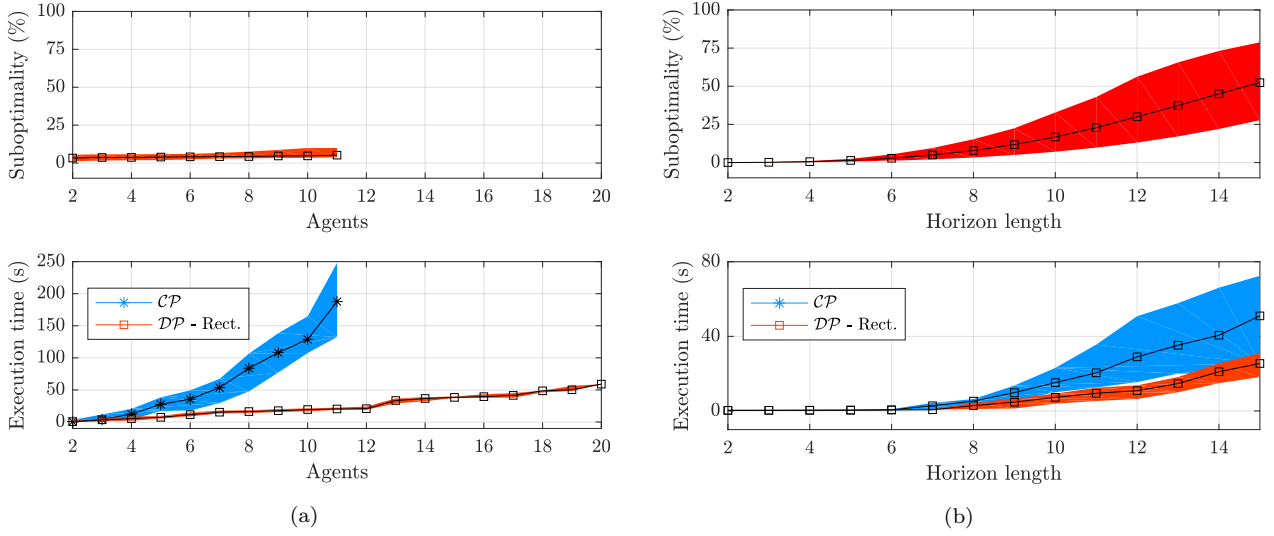 100
75
50
25
0
Suboptimality (%)
2 4 6 8 10 12 14 16 18 20
Agents
250
200
150
100
50
0
Execution time (s)
CP
DP - Rect.
2 4 6 8 10 12 14 16 18 20
Agents
(a)
100
75
50
25
0
Suboptimality (%)
2 4 6 8 10 12 14
Horizon length
80
40
0
Execution time (s)
CP
DP - Rect.
2 4 6 8 10 12 14
Horizon length
(b)